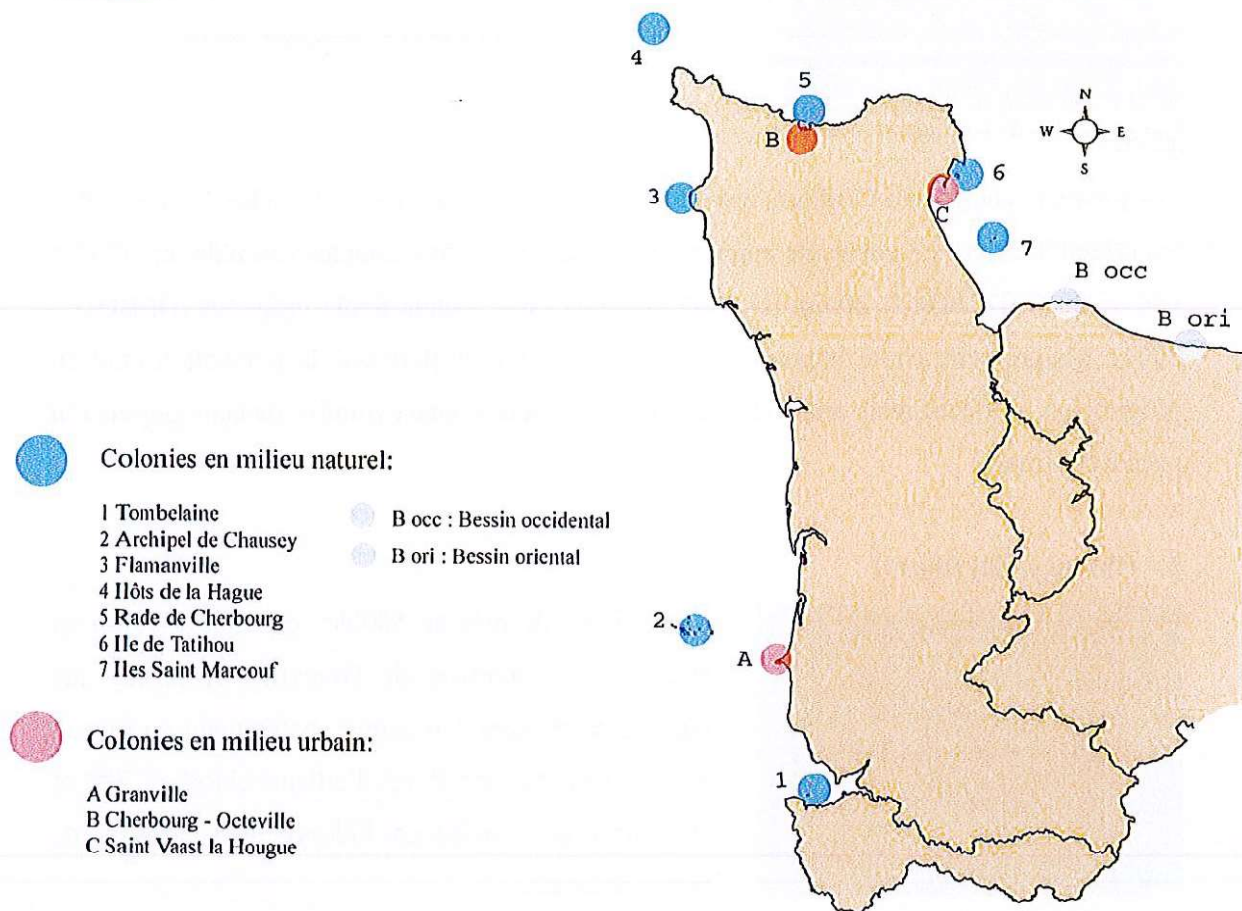 4
5
N
B
W
E
S
3
6
C
7
B occ
B ori
Colonies en milieu naturel:
1 Tombelaine
2 Archipel de Chausey
3 Flamanville
4 Ilôts de la Hague
5 Rade de Cherbourg
6 Ile de Tatihou
7 Iles Saint Marcouf
B occ : Bessin occidental
B ori : Bessin oriental
2
A
Colonies en milieu urbain:
A Granville
B Cherbourg - Octeville
C Saint Vaast la Hougue
1